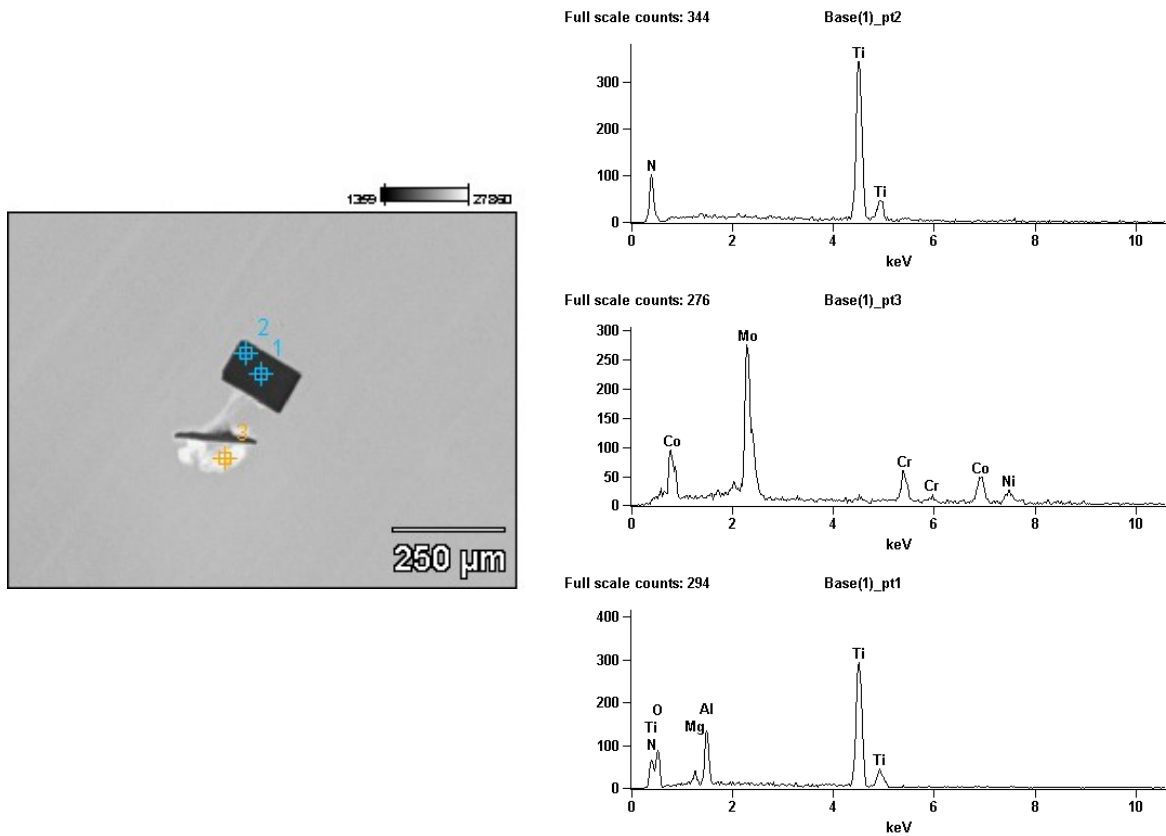 1359 27860
2
1
3
250 µm
Full scale counts: 344 Base(1)_pt2
300
200
100
0
N
Ti
Ti
0 2 4 6 8 10
keV
Full scale counts: 276 Base(1)_pt3
300
250
200
150
100
50
0
Co
Mo
Cr
Cr
Co
Ni
0 2 4 6 8 10
keV
Full scale counts: 294 Base(1)_pt1
400
300
200
100
0
O
Ti
N
Mg
Al
Ti
Ti
0 2 4 6 8 10
keV